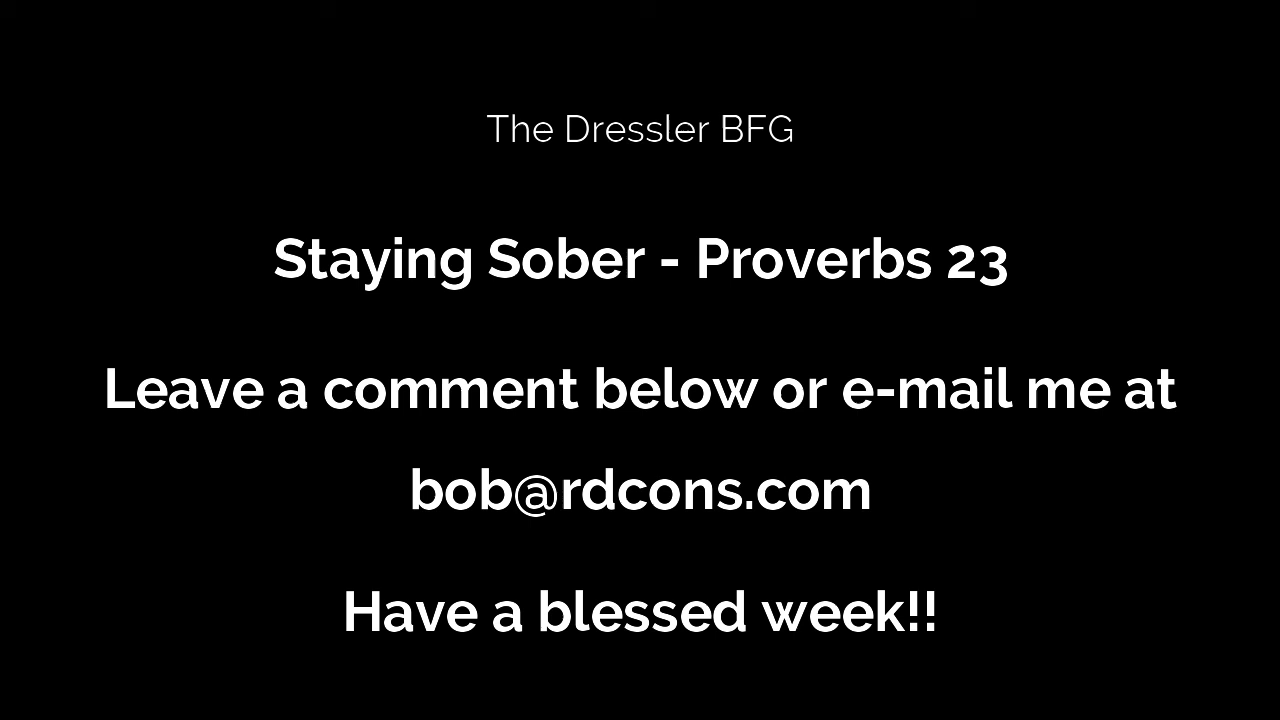 The Dressler BFG
Staying Sober - Proverbs 23
Leave a comment below or e-mail me at
bob@rdcons.com
Have a blessed week!!